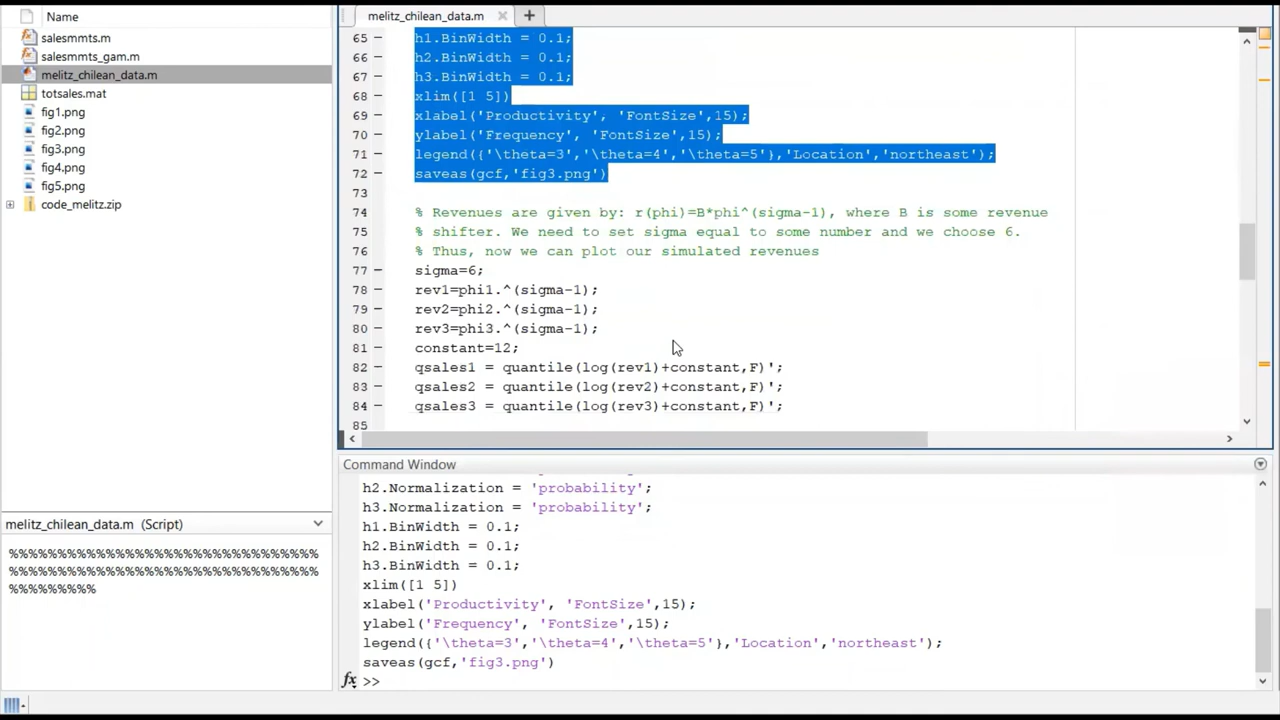 Name
salesmmts.m
salesmmts_gam.m
melitz_chilean_data.m
totsales.mat
fig1.png
fig2.png
fig3.png
fig4.png
fig5.png
code_melitz.zip
melitz_chilean_data.m (Script)
%%%%%%%%%%%%%%%%%%%%%%%%%%%%%%%%
%%%%%%%%%%%%%%%%%%%%%%%%%%%%%%%%
%%%%%%%%%
melitz_chilean_data.m
65 h1.BinWidth = 0.1;
66 h2.BinWidth = 0.1;
67 h3.BinWidth = 0.1;
68 xlim([1 5])
69 xlabel('Productivity', 'FontSize',15);
70 ylabel('Frequency', 'FontSize',15);
71 legend({'\theta=3','\theta=4','\theta=5'},'Location','northeast');
72 saveas(gcf,'fig3.png')
73
74 % Revenues are given by: r(phi)=B*phi^(sigma-1), where B is some revenue
75 % shifter. We need to set sigma equal to some number and we choose 6.
76 % Thus, now we can plot our simulated revenues
77 sigma=6;
78 rev1=phi1.^(sigma-1);
79 rev2=phi2.^(sigma-1);
80 rev3=phi3.^(sigma-1);
81 constant=12;
82 qsales1 = quantile(log(rev1)+constant,F)';
83 qsales2 = quantile(log(rev2)+constant,F)';
84 qsales3 = quantile(log(rev3)+constant,F)';
85
Command Window
h2.Normalization = 'probability';
h3.Normalization = 'probability';
h1.BinWidth = 0.1;
h2.BinWidth = 0.1;
h3.BinWidth = 0.1;
xlim([1 5])
xlabel('Productivity', 'FontSize',15);
ylabel('Frequency', 'FontSize',15);
legend({'\theta=3','\theta=4','\theta=5'},'Location','northeast');
saveas(gcf,'fig3.png')
fx >>